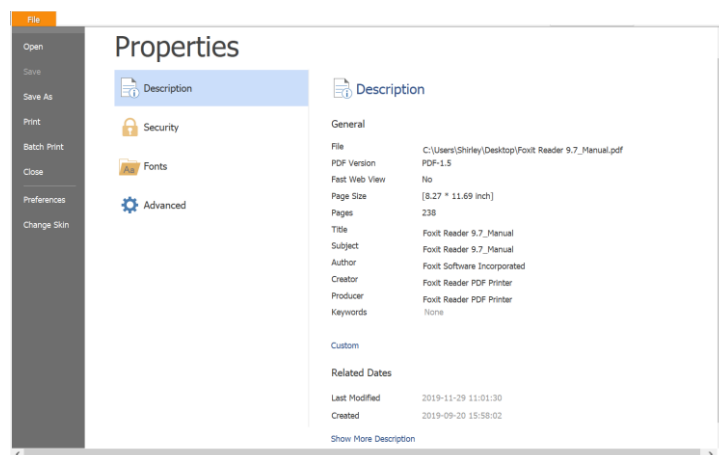 File
Open
Save
Save As
Print
Batch Print
Close
Preferences
Change Skin
Properties
Description
Security
Fonts
Advanced
Description
General
File C:\Users\Shirley\Desktop\Foxit Reader 9.7_Manual.pdf
PDF Version PDF-1.5
Fast Web View No
Page Size [8.27 * 11.69 inch]
Pages 238
Title Foxit Reader 9.7_Manual
Subject Foxit Reader 9.7_Manual
Author Foxit Software Incorporated
Creator Foxit Reader PDF Printer
Producer Foxit Reader PDF Printer
Keywords None
Custom
Related Dates
Last Modified 2019-11-29 11:01:30
Created 2019-09-20 15:58:02
Show More Description